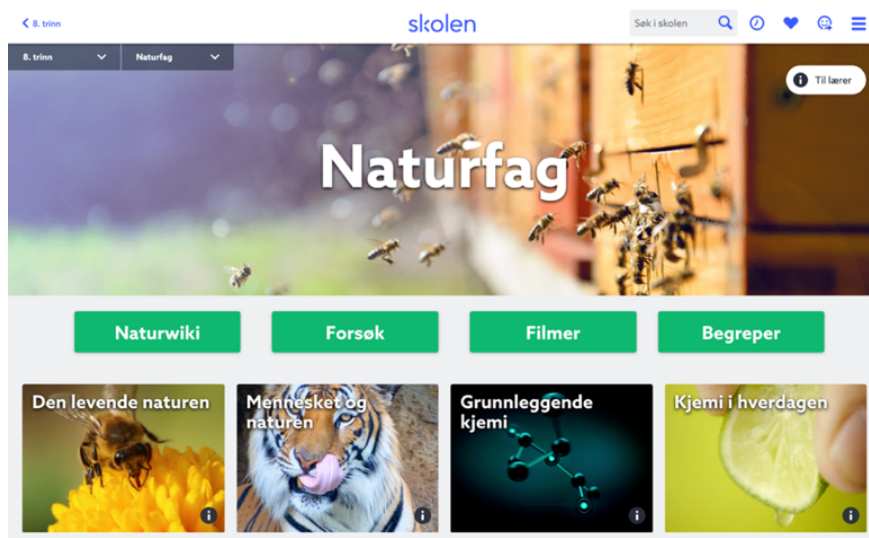 8. trinn
skolen
Søk i skolen
8. trinn
Naturfag
Til lærer
Naturfag
Naturwiki
Forsøk
Filmer
Begreper
Den levende naturen
Mennesket og
naturen
Grunnleggende
kjemi
Kjemi i hverdagen